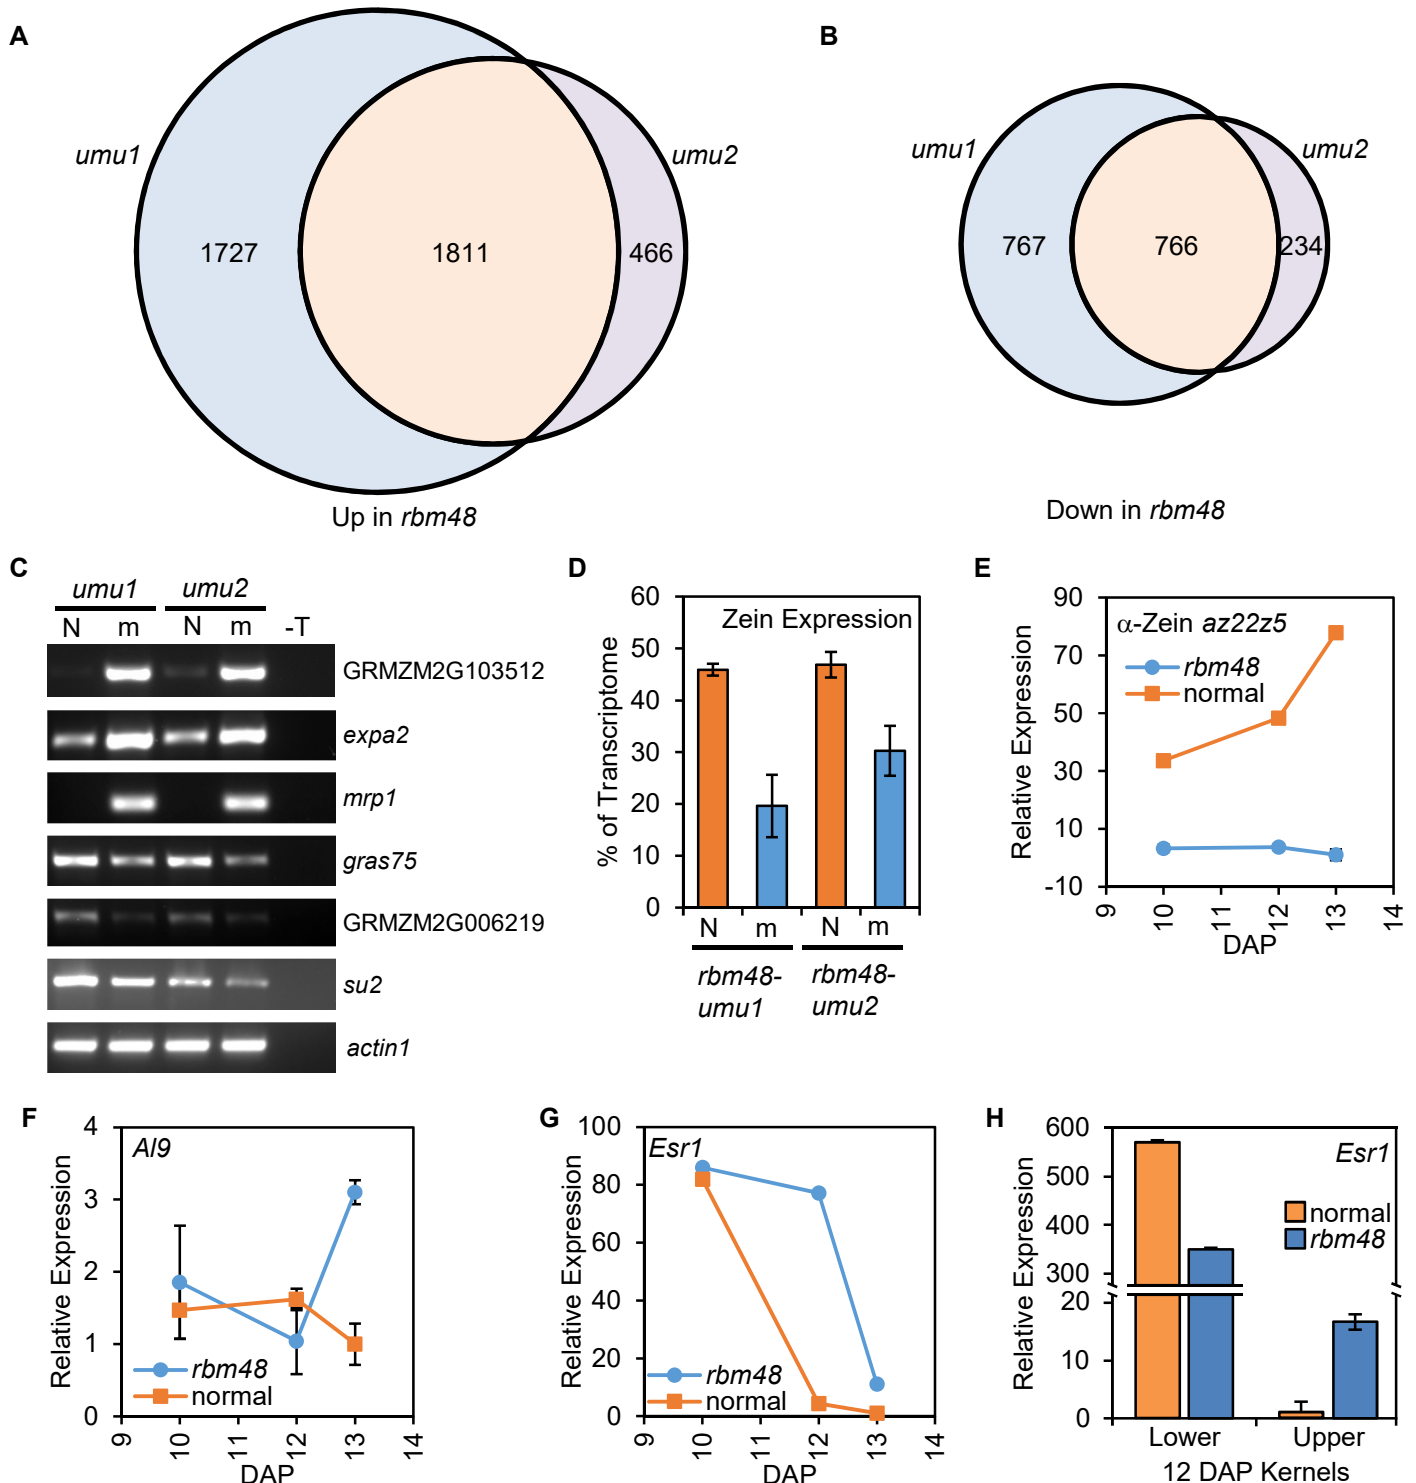 A
B
umu1
umu2
1727
1811
466
Up in rbm48
umu1
umu2
767
766
234
Down in rbm48
C
umu1 umu2
N m N m -T
GRMZM2G103512
expa2
mrp1
gras75
GRMZM2G006219
su2
actin1
D
Zein Expression
% of Transcriptome
60
50
40
30
20
10
0
N m N m
rbm48-umu1
rbm48-umu2
E
α-Zein az22z5
rbm48
normal
Relative Expression
90
70
50
30
10
-10
9 10 11 12 13 14
DAP
F
Al9
Relative Expression
4
3
2
1
0
rbm48
normal
9 10 11 12 13 14
DAP
G
Esr1
Relative Expression
100
80
60
40
20
0
rbm48
normal
9 10 11 12 13 14
DAP
H
Esr1
normal
rbm48
Relative Expression
600
500
400
300
20
10
0
Lower Upper
12 DAP Kernels